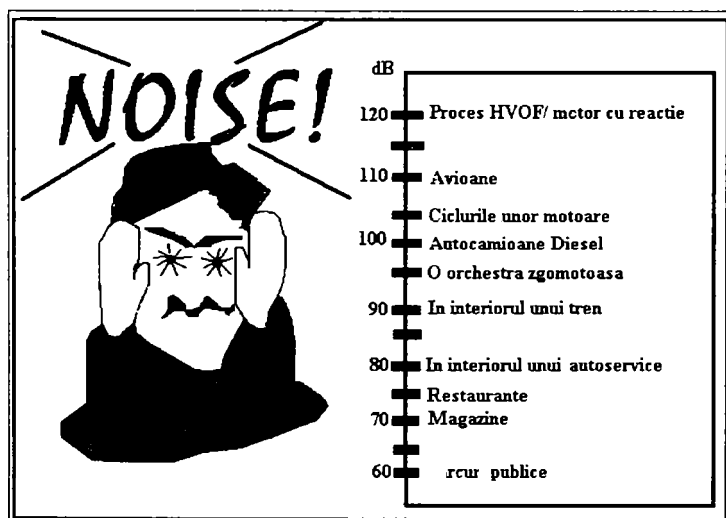 NOISE!
dB
120 Proces HVOF/ motor cu reactie
110 Avioane
Ciclurile unor motoare
100 Autocamioane Diesel
O orchestra zgomotoasa
90 In interiorul unui tren
80 In interiorul unui autoservice
Restaurante
70 Magazine
60 publice